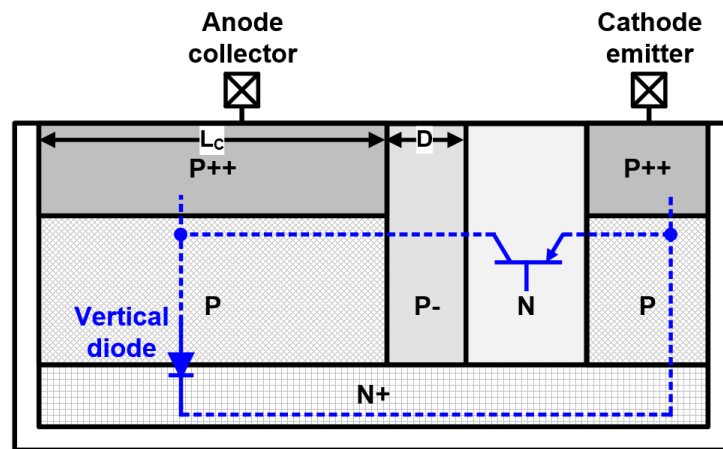 Anode
collector
Cathode
emitter
L_C
D
P++
P++
P
P-
N
P
Vertical
diode
N+